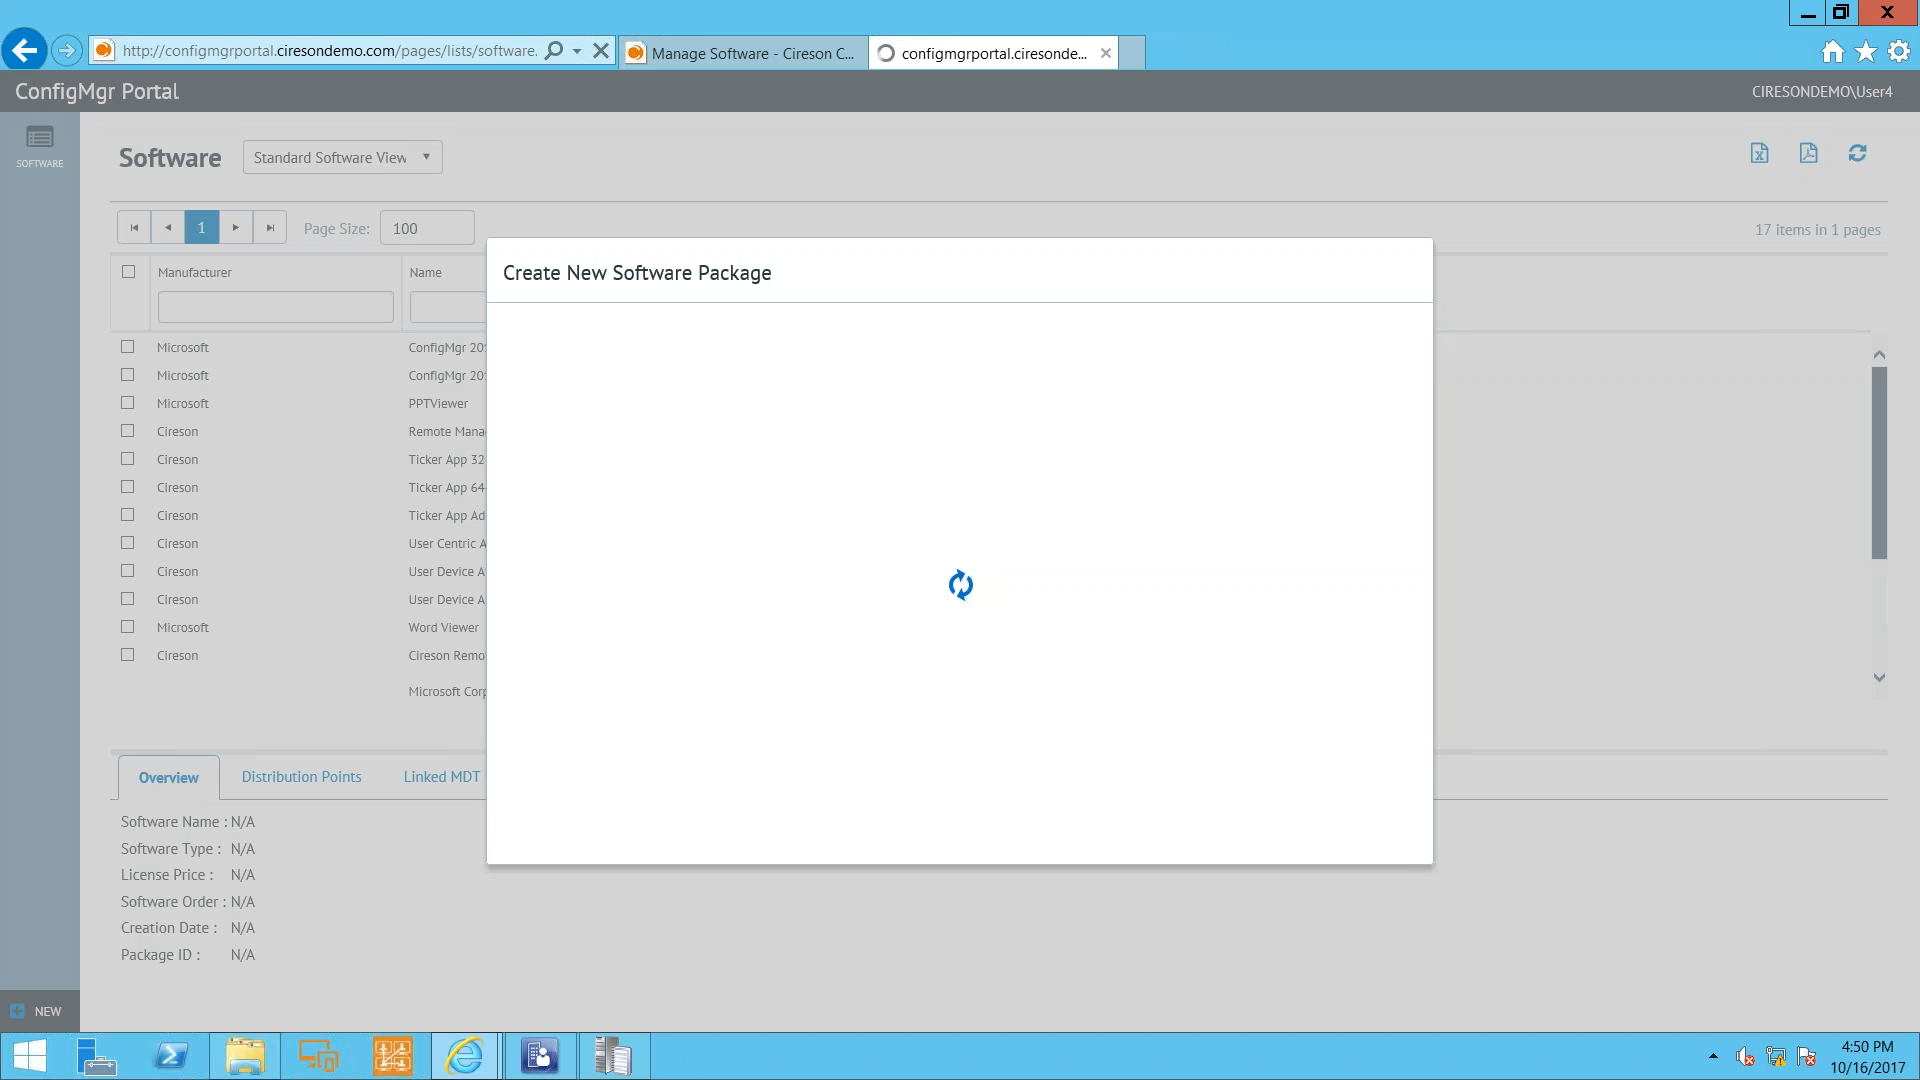 http://configmgrportal.ciresondemo.com/pages/lists/software.
Manage Software - Cireson C...
configmgrportal.ciresonde...
ConfigMgr Portal
CIRESONDEMO\User4
SOFTWARE
Software
Standard Software View
1
Page Size:
100
17 items in 1 pages
Create New Software Package
Manufacturer
Name
Microsoft
ConfigMgr 20
Microsoft
ConfigMgr 20
Microsoft
PPTViewer
Cireson
Remote Mana
Cireson
Ticker App 32
Cireson
Ticker App 64
Cireson
Ticker App Ad
Cireson
User Centric A
Cireson
User Device A
Cireson
User Device A
Microsoft
Word Viewer
Cireson
Cireson Remo
Microsoft Corp
Overview
Distribution Points
Linked MDT
Software Name : N/A
Software Type : N/A
License Price : N/A
Software Order : N/A
Creation Date : N/A
Package ID : N/A
NEW
4:50 PM
10/16/2017